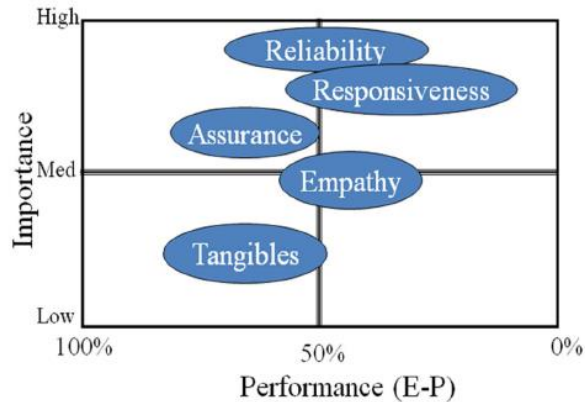 High
Reliability
Responsiveness
Assurance
Med
Empathy
Importance
Tangibles
Low
100%
50%
0%
Performance (E-P)